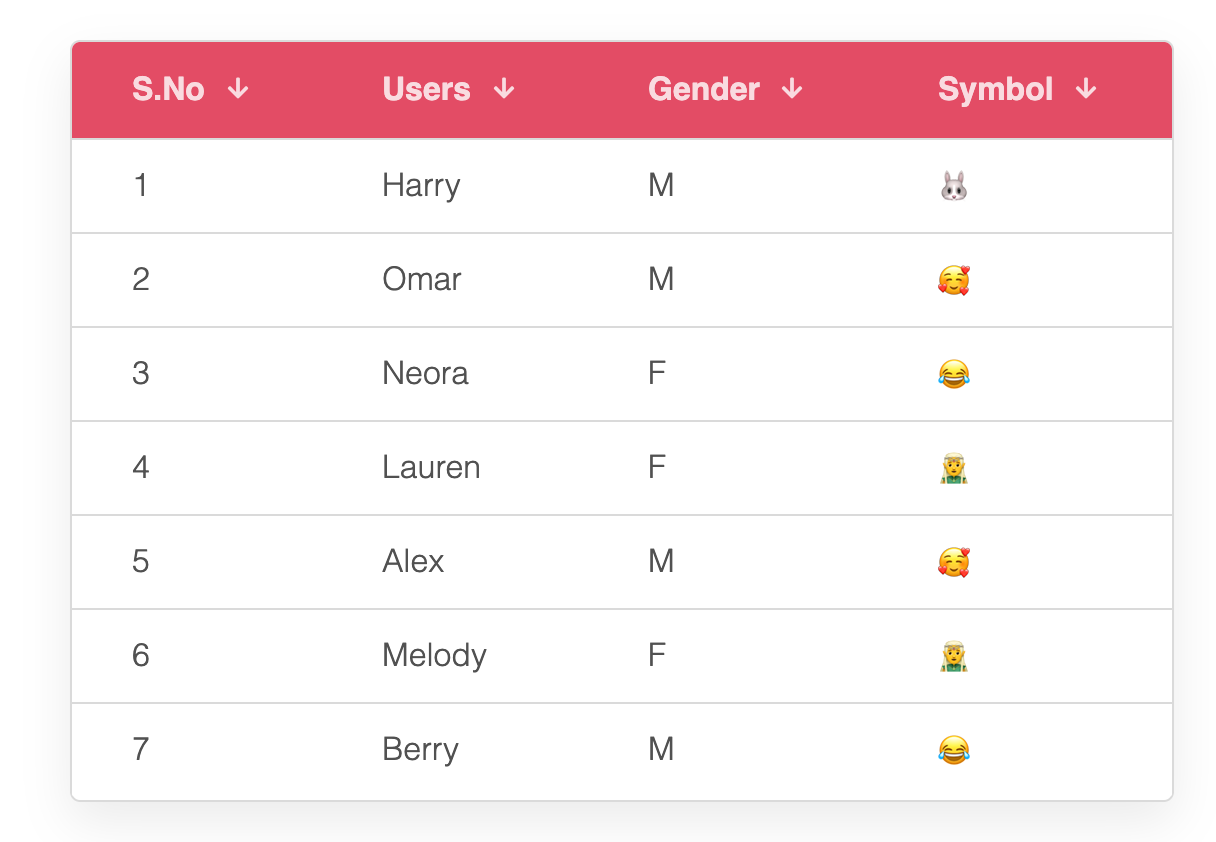 S.No ↓ Users ↓ Gender ↓ Symbol ↓
1 Harry M 🐰
2 Omar M 🥰
3 Neora F 😂
4 Lauren F 🧝
5 Alex M 🥰
6 Melody F 🧝
7 Berry M 😂